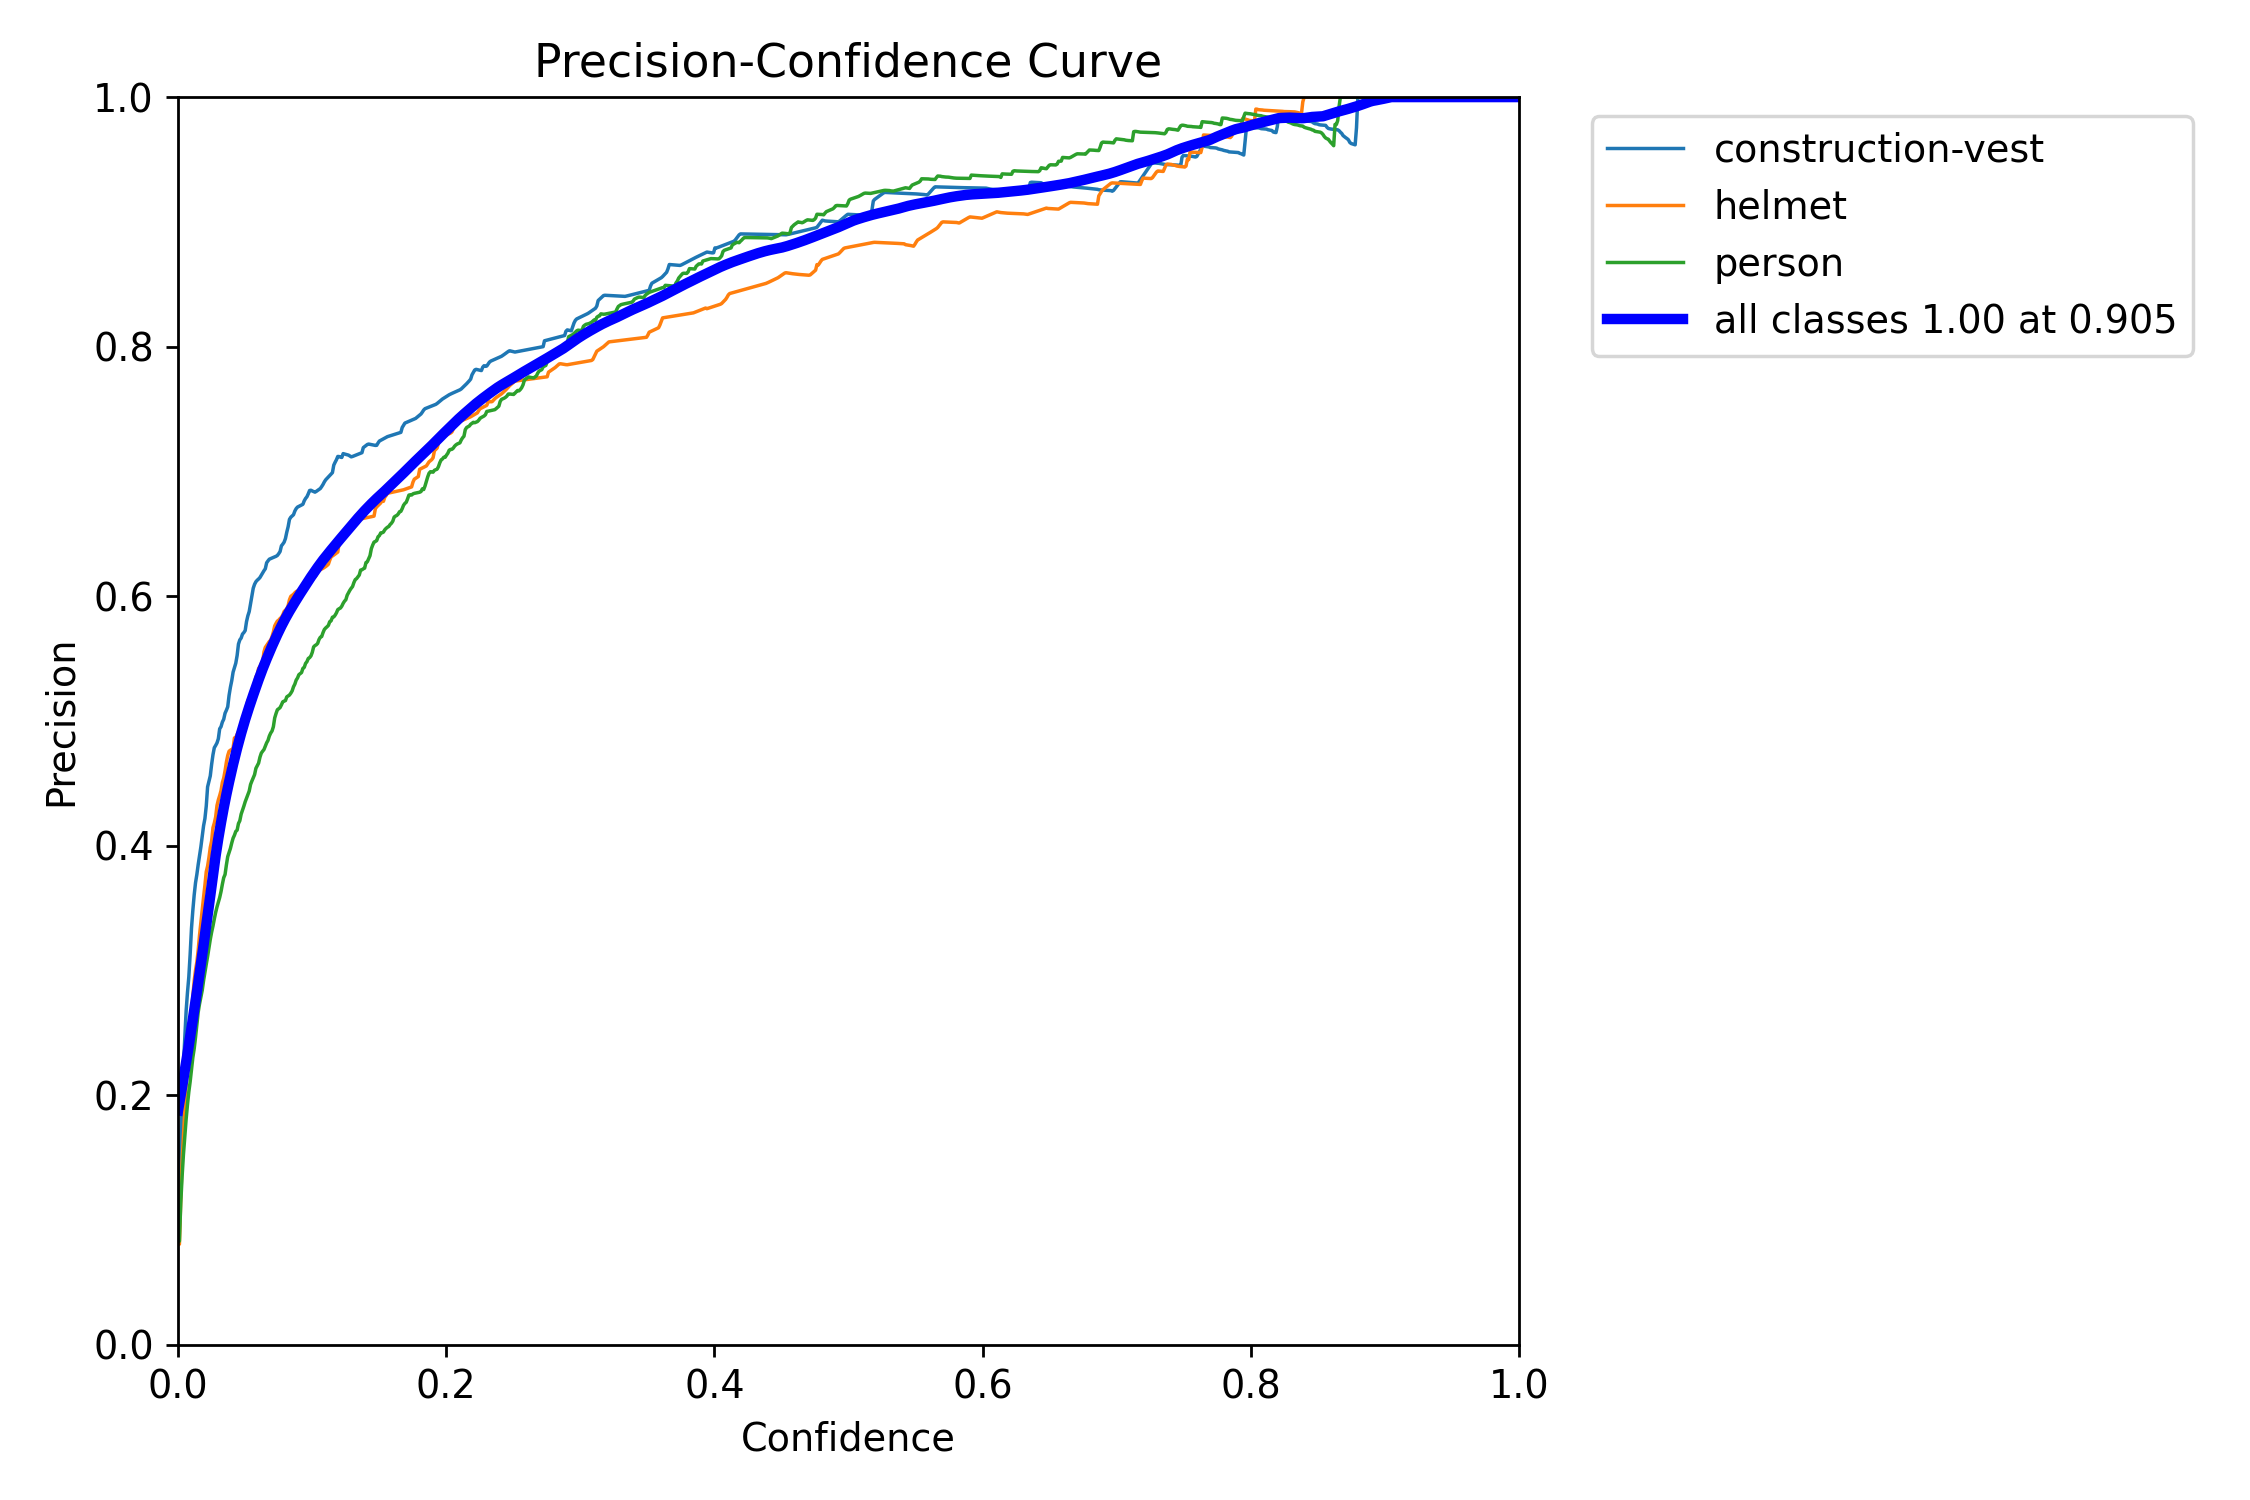 Precision-Confidence Curve
1.0
0.8
0.6
0.4
0.2
0.0
Precision
0.0 0.2 0.4 0.6 0.8 1.0
Confidence
construction-vest
helmet
person
all classes 1.00 at 0.905